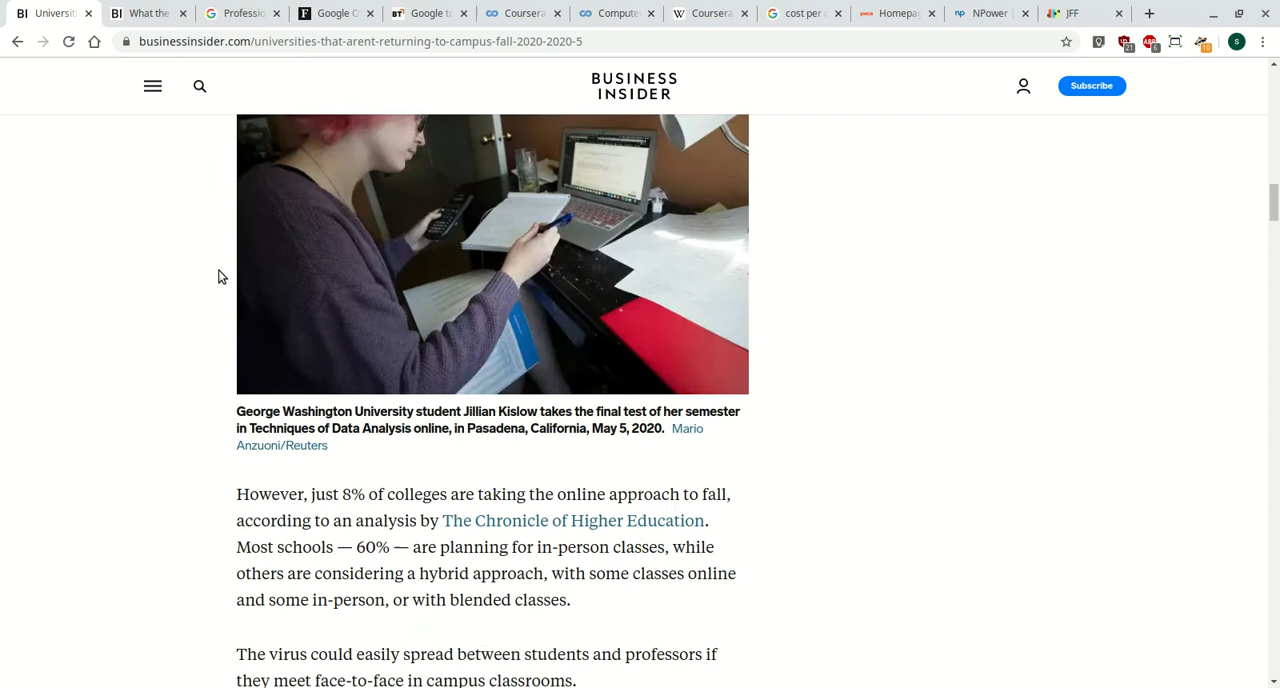 Universit
What the
Professio
Google C
Google to
Coursera
Compute
Coursera
cost per
Homepag
NPower
JFF
businessinsider.com/universities-that-arent-returning-to-campus-fall-2020-2020-5
21
6
10
S
BUSINESS
INSIDER
Subscribe
George Washington University student Jillian Kislow takes the final test of her semester
in Techniques of Data Analysis online, in Pasadena, California, May 5, 2020. Mario
Anzuoni/Reuters
However, just 8% of colleges are taking the online approach to fall,
according to an analysis by The Chronicle of Higher Education.
Most schools — 60% — are planning for in-person classes, while
others are considering a hybrid approach, with some classes online
and some in-person, or with blended classes.
The virus could easily spread between students and professors if
they meet face-to-face in campus classrooms.